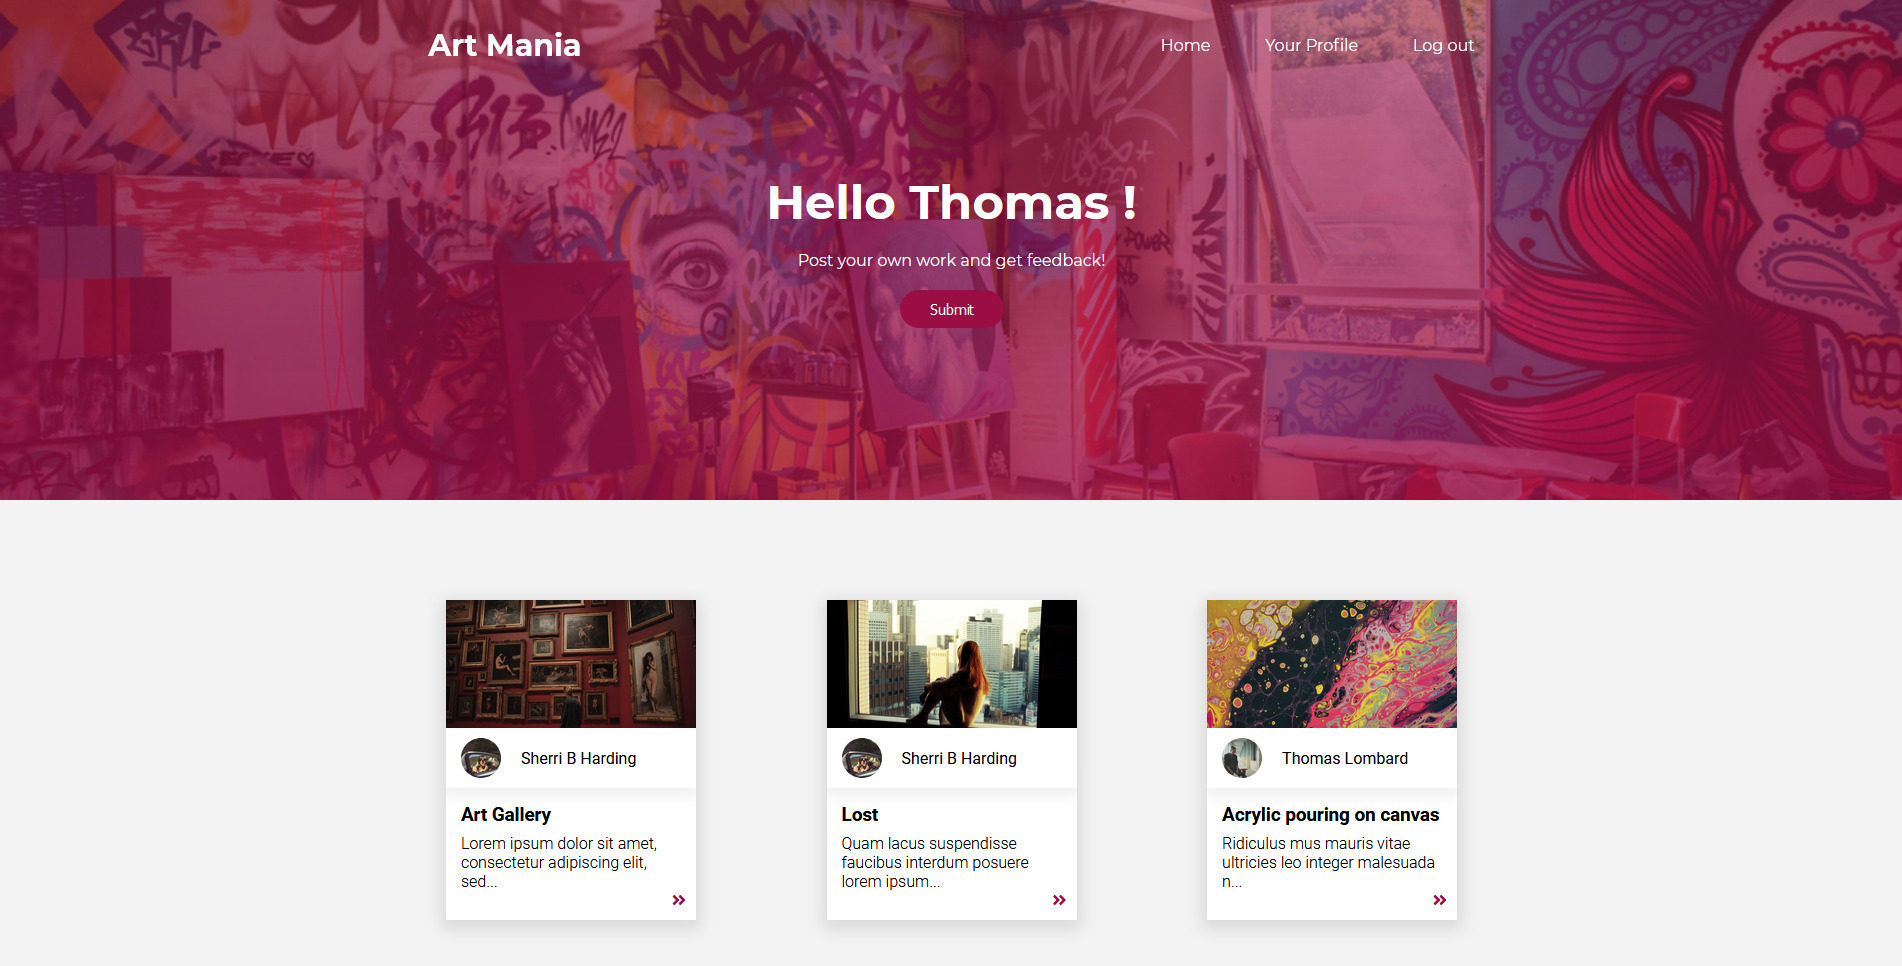 Art Mania
Home
Your Profile
Log out
Hello Thomas !
Post your own work and get feedback!
Submit
Sherri B Harding
Art Gallery
Lorem ipsum dolor sit amet,
consectetur adipiscing elit,
sed...
Sherri B Harding
Lost
Quam lacus suspendisse
faucibus interdum posuere
lorem ipsum...
Thomas Lombard
Acrylic pouring on canvas
Ridiculus mus mauris vitae
ultricies leo integer malesuada
n...